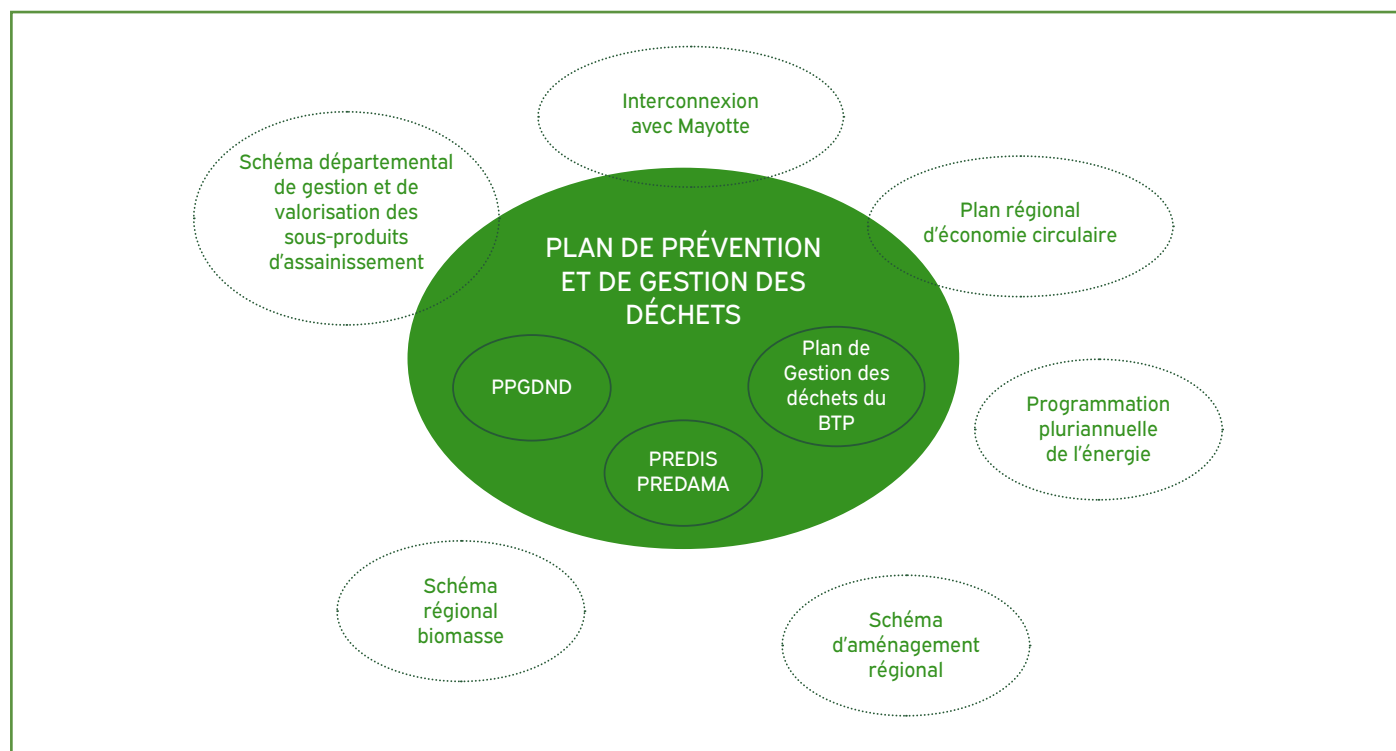 Interconnexion
avec Mayotte
Schéma départemental
de gestion et de
valorisation des
sous-produits
d'assainissement
Plan régional
d'économie circulaire
PLAN DE PRÉVENTION
ET DE GESTION DES
DÉCHETS
PPGDND
Plan de
Gestion des
déchets du
BTP
PREDIS
PREDAMA
Programmation
pluriannuelle
de l'énergie
Schéma
régional
biomasse
Schéma
d'aménagement
régional